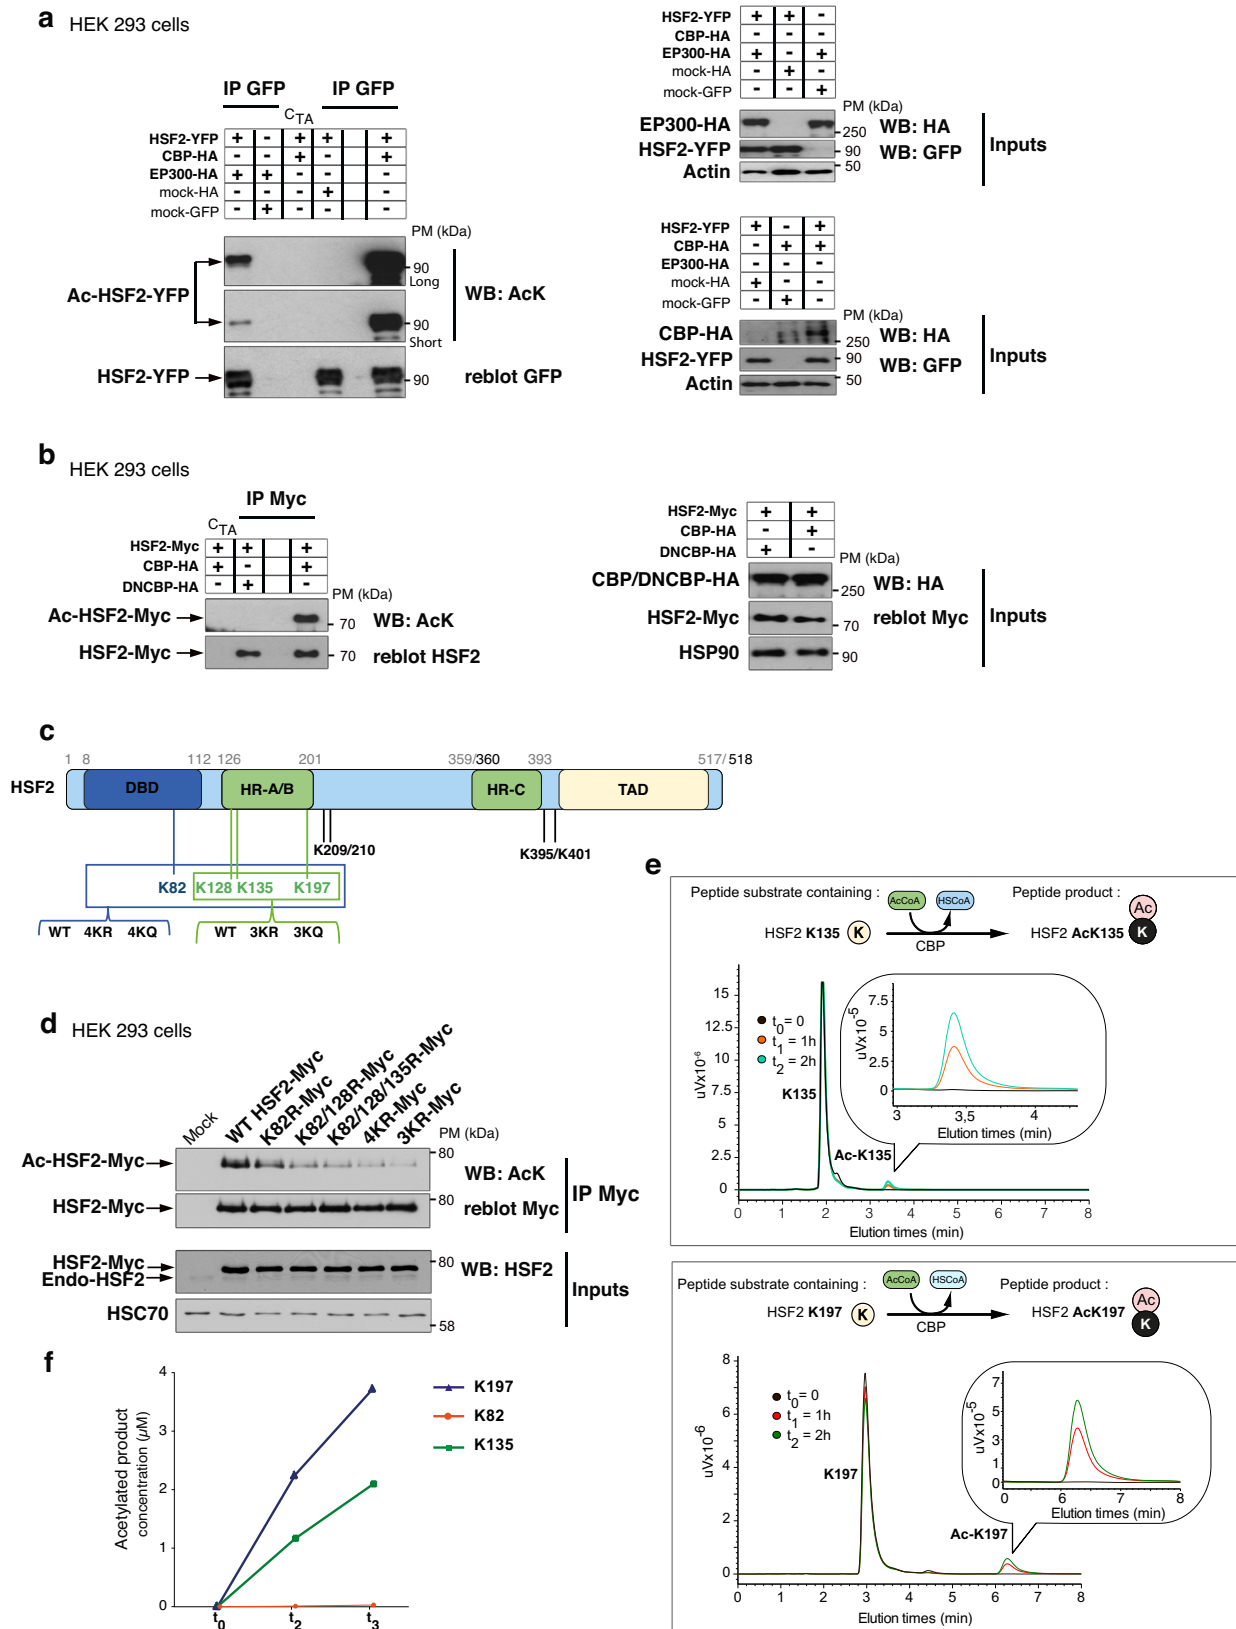 a HEK 293 cells
IP GFP IP GFP
CTA
HSF2-YFP + - + + +
CBP-HA - - + - +
EP300-HA + + - - -
mock-HA - - - + -
mock-GFP - + - - -
PM (kDa)
90
Long
Ac-HSF2-YFP
WB: AcK
90
Short
HSF2-YFP
90
reblot GFP
HSF2-YFP + + -
CBP-HA - - -
EP300-HA + - +
mock-HA - + -
mock-GFP - - +
PM (kDa)
EP300-HA 250 WB: HA
HSF2-YFP 90 WB: GFP
50
Actin
Inputs
HSF2-YFP + - +
CBP-HA - + +
EP300-HA - - -
mock-HA + - -
mock-GFP - + -
PM (kDa)
CBP-HA 250 WB: HA
HSF2-YFP 90 WB: GFP
Actin 50
Inputs
b HEK 293 cells
IP Myc
CTA
HSF2-Myc + + +
CBP-HA + - +
DNCBP-HA - + -
PM (kDa)
Ac-HSF2-Myc 70 WB: AcK
HSF2-Myc 70 reblot HSF2
HSF2-Myc + +
CBP-HA - +
DNCBP-HA + -
PM (kDa)
CBP/DNCBP-HA 250 WB: HA
HSF2-Myc 70 reblot Myc
HSP90 90
Inputs
c
1 8 112 126 201 359/360 393 517/518
HSF2 DBD HR-A/B HR-C TAD
K209/210 K395/K401
K82 K128 K135 K197
WT 4KR 4KQ WT 3KR 3KQ
d HEK 293 cells
Mock
WT HSF2-Myc
K82R-Myc
K82/128R-Myc
K82/128/135R-Myc
4KR-Myc
3KR-Myc
PM (kDa)
80
Ac-HSF2-Myc WB: AcK
80
HSF2-Myc reblot Myc
IP Myc
80
HSF2-Myc WB: HSF2
Endo-HSF2
HSC70
58
Inputs
e
Peptide substrate containing : AcCoA HSCoA Peptide product :
HSF2 K135 K CBP HSF2 AcK135 Ac K
15
12.5
10
7.5
5
2.5
0
uVx10-6
t0= 0
t1 = 1h
t2 = 2h
K135
Ac-K135
7.5
5
2.5
0
uVx10-5
3 3,5 4
Elution times (min)
0 1 2 3 4 5 6 7 8
Elution times (min)
Peptide substrate containing : AcCoA HSCoA Peptide product :
HSF2 K197 K CBP HSF2 AcK197 Ac K
8
6
4
2
0
uVx10-6
t0= 0
t1 = 1h
t2 = 2h
K197
Ac-K197
7
5
3
1
0
uVx10-5
0 6 7 8
Elution times (min)
0 1 2 3 4 5 6 7 8
Elution times (min)
f
Acetylated product
concentration (µM)
4
3
2
1
0
t0 t2 t3
K197
K82
K135